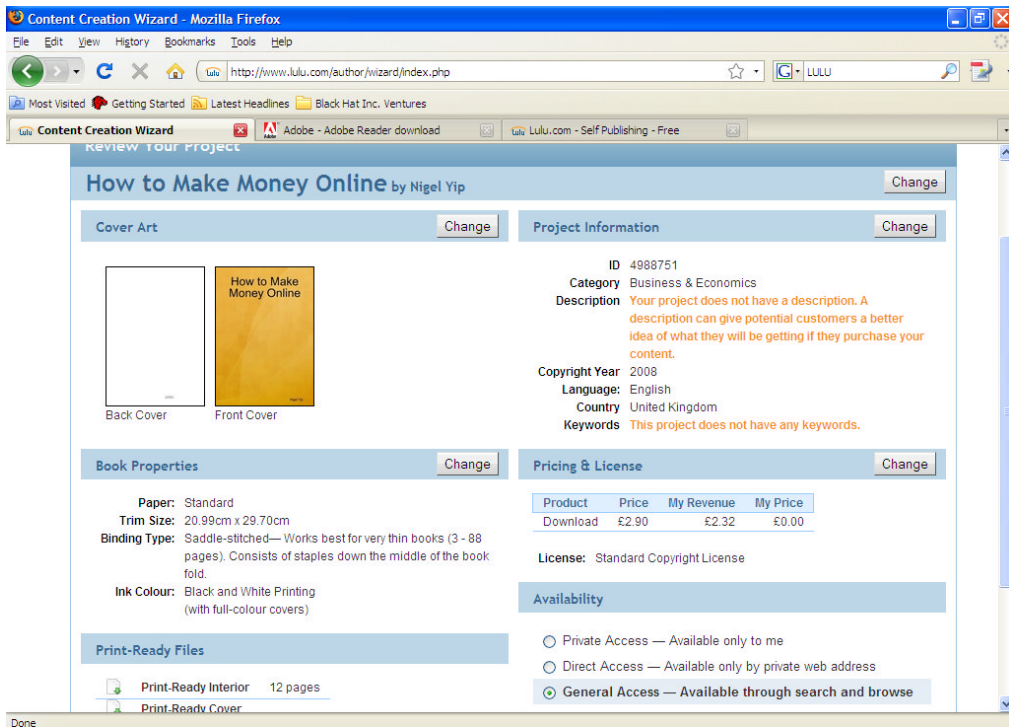 Content Creation Wizard - Mozilla Firefox
File Edit View History Bookmarks Tools Help
http://www.lulu.com/author/wizard/index.php
G LULU
Most Visited Getting Started Latest Headlines Black Hat Inc. Ventures
Content Creation Wizard Adobe - Adobe Reader download Lulu.com - Self Publishing - Free
Review Your Project
How to Make Money Online by Nigel Yip Change
Cover Art Change
How to Make
Money Online
Back Cover Front Cover
Project Information Change
ID 4988751
Category Business & Economics
Description Your project does not have a description. A
description can give potential customers a better
idea of what they will be getting if they purchase your
content.
Copyright Year 2008
Language: English
Country United Kingdom
Keywords This project does not have any keywords.
Book Properties Change
Paper: Standard
Trim Size: 20.99cm x 29.70cm
Binding Type: Saddle-stitched— Works best for very thin books (3 - 88
pages). Consists of staples down the middle of the book
fold.
Ink Colour: Black and White Printing
(with full-colour covers)
Pricing & License Change
Product Price My Revenue My Price
Download £2.90 £2.32 £0.00
License: Standard Copyright License
Availability
Private Access — Available only to me
Direct Access — Available only by private web address
General Access — Available through search and browse
Print-Ready Files
Print-Ready Interior 12 pages
Print-Ready Cover
Done